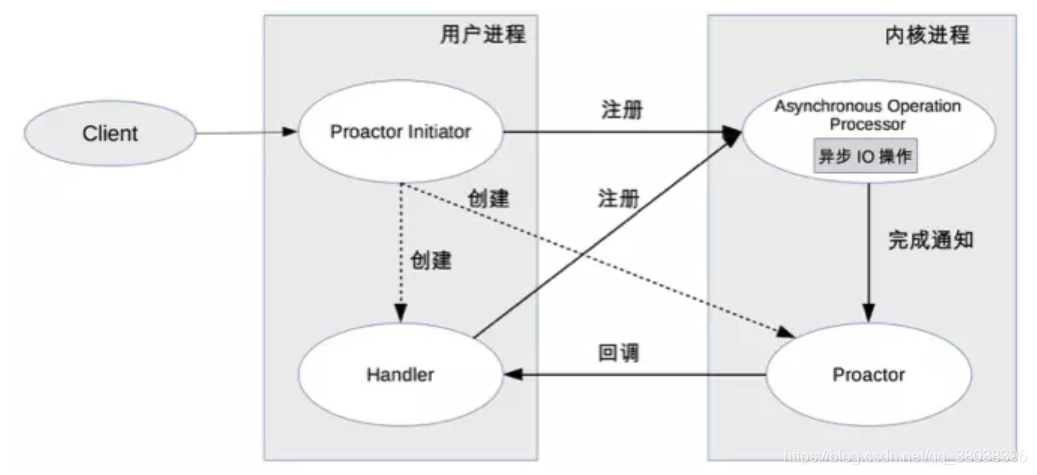 用户进程
内核进程
Client
Proactor Initiator
注册
Asynchronous Operation
Processor
异步 IO 操作
创建
注册
创建
完成通知
Handler
回调
Proactor
https://blog.csdn.net/qq_38038396